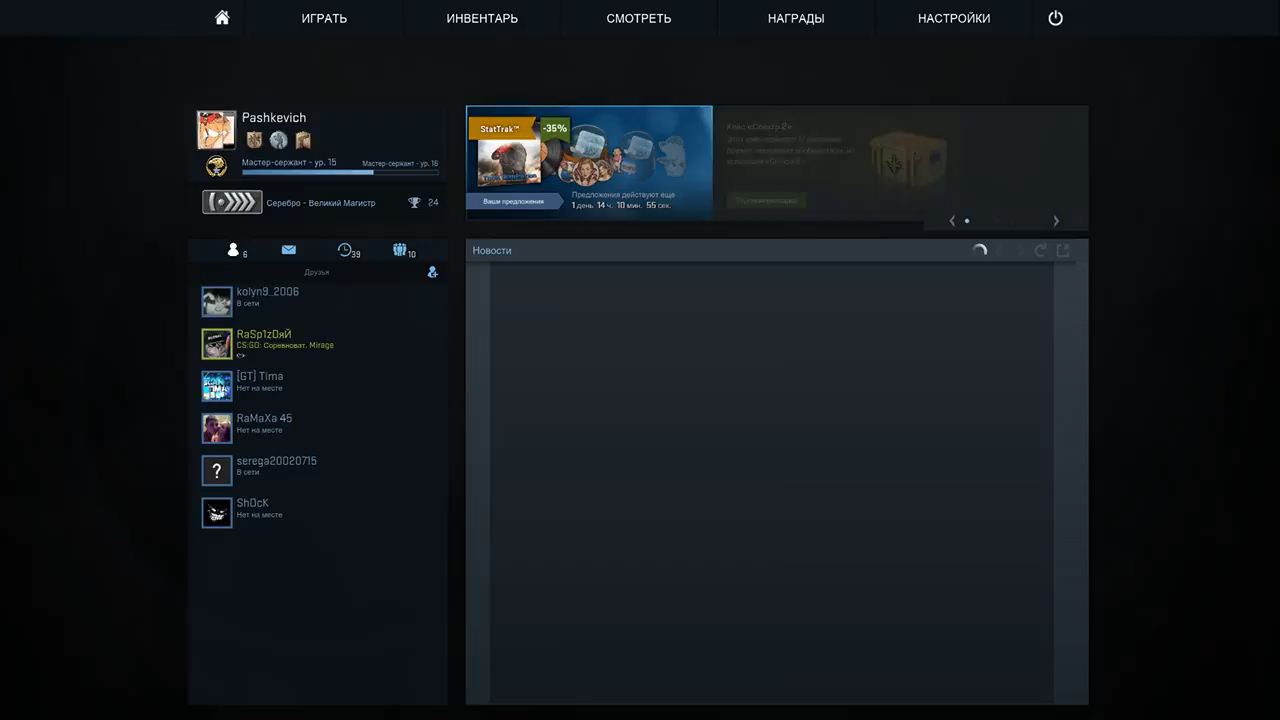 ИГРАТЬ
ИНВЕНТАРЬ
СМОТРЕТЬ
НАГРАДЫ
НАСТРОЙКИ
Pashkevich
Мастер-сержант - ур. 15
Мастер-сержант - ур. 16
Серебро - Великий Магистр
24
StatTrak™
-35%
Ваши предложения
Предложения действуют еще
1 день 14 ч. 10 мин. 55 сек.
Кейс «Спектр 2»
6
39
10
Друзья
Новости
kolyn9_2006
В сети
RaSp1zDяЙ
CS:GO: Соревноват. Mirage
[GT] Tima
Нет на месте
RaMaXa 45
Нет на месте
?
serega20020715
В сети
ShOcK
Нет на месте